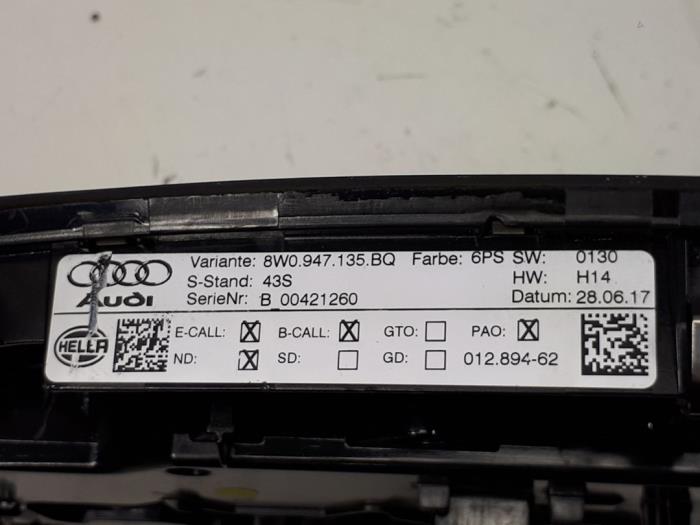 Audi
Variante: 8W0.947.135.BQ Farbe: 6PS SW: 0130
S-Stand: 43S HW: H14
SerieNr: B 00421260 Datum: 28.06.17
HELLA
E-CALL: B-CALL: GTO: PAO:
ND: SD: GD: 012.894-62